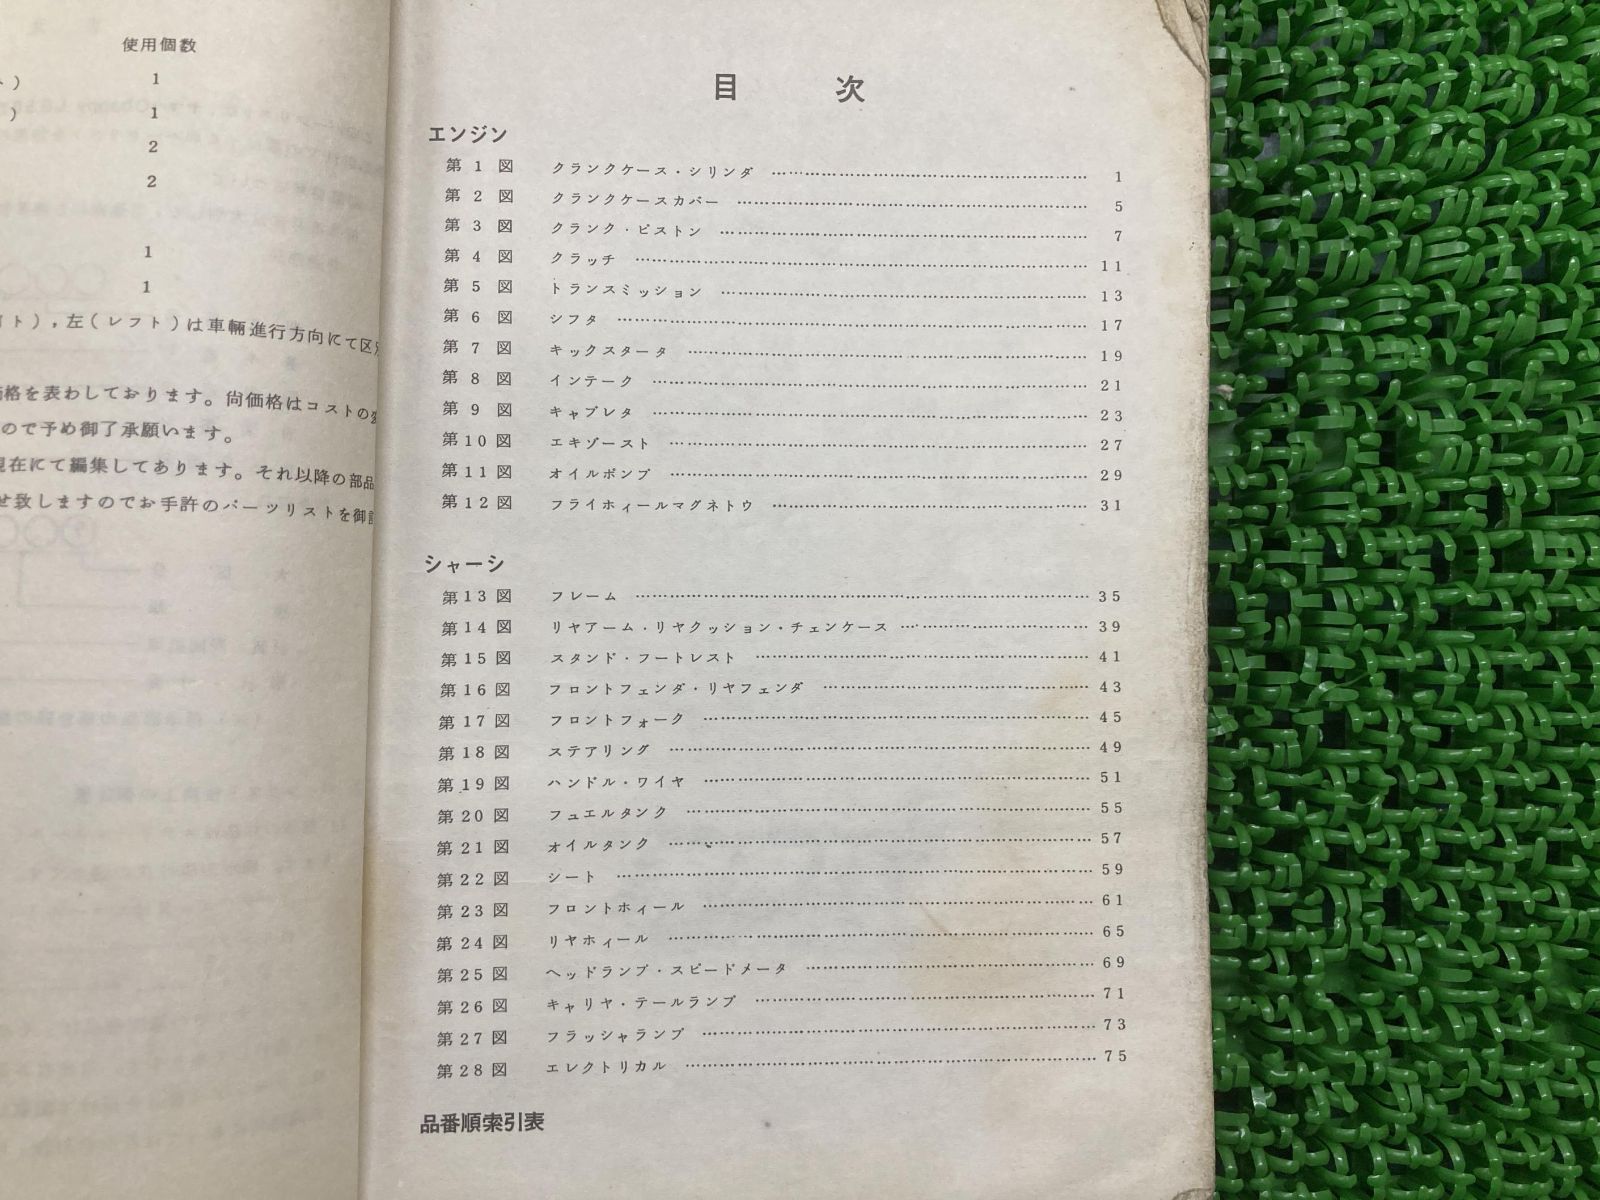 使用個数
ト) 1
) 1
2
2
1
1
イト),左(レフト)は車輛進行方向にて区
価格を表わしております。尚価格はコストの変
ので予め御了承願います。
現在にて編集してあります。それ以降の部品
せ致しますのでお手許のパーツリストを御
目 次
エンジン
第1図 クランクケース・シリンダ …… 1
第2図 クランクケースカバー …… 5
第3図 クランク・ピストン …… 7
第4図 クラッチ …… 11
第5図 トランスミッション …… 13
第6図 シフタ …… 17
第7図 キックスタータ …… 19
第8図 インテーク …… 21
第9図 キャブレタ …… 23
第10図 エキゾースト …… 27
第11図 オイルポンプ …… 29
第12図 フライホィールマグネトウ …… 31
シャーシ
第13図 フレーム …… 35
第14図 リヤアーム・リヤクッション・チェンケース …… 39
第15図 スタンド・フートレスト …… 41
第16図 フロントフェンダ・リヤフェンダ …… 43
第17図 フロントフォーク …… 45
第18図 ステアリング …… 49
第19図 ハンドル・ワイヤ …… 51
第20図 フュエルタンク …… 55
第21図 オイルタンク …… 57
第22図 シート …… 59
第23図 フロントホィール …… 61
第24図 リヤホィール …… 65
第25図 ヘッドランプ・スピードメータ …… 69
第26図 キャリヤ・テールランプ …… 71
第27図 フラッシャランプ …… 73
第28図 エレクトリカル …… 75
品番順索引表